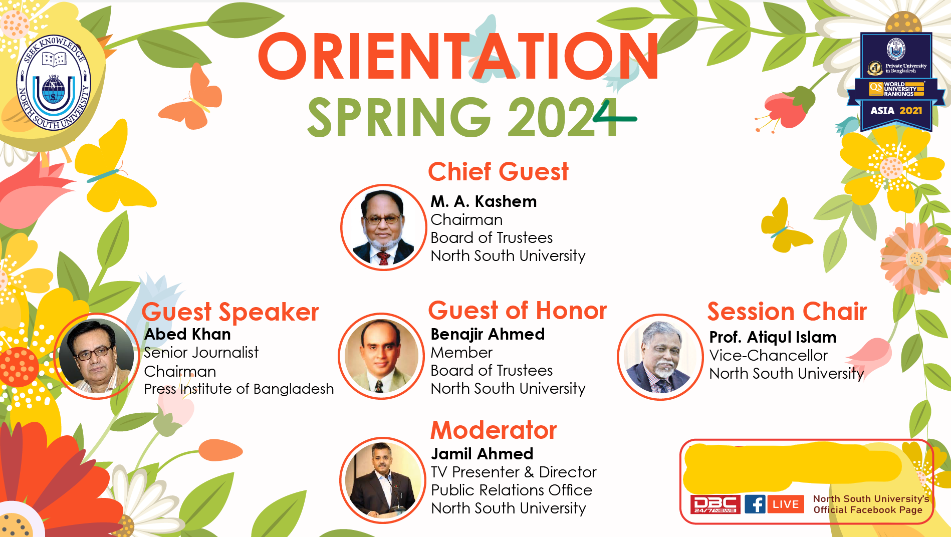 SEEK KNOWLEDGE
NORTH SOUTH UNIVERSITY
ORIENTATION
SPRING 2024
Private University
in Bangladesh
QS WORLD
UNIVERSITY
RANKINGS
ASIA 2021
Chief Guest
M. A. Kashem
Chairman
Board of Trustees
North South University
Guest Speaker
Abed Khan
Senior Journalist
Chairman
Press Institute of Bangladesh
Guest of Honor
Benajir Ahmed
Member
Board of Trustees
North South University
Session Chair
Prof. Atiqul Islam
Vice-Chancellor
North South University
Moderator
Jamil Ahmed
TV Presenter & Director
Public Relations Office
North South University
DBC
24/7
f LIVE
North South University's
Official Facebook Page